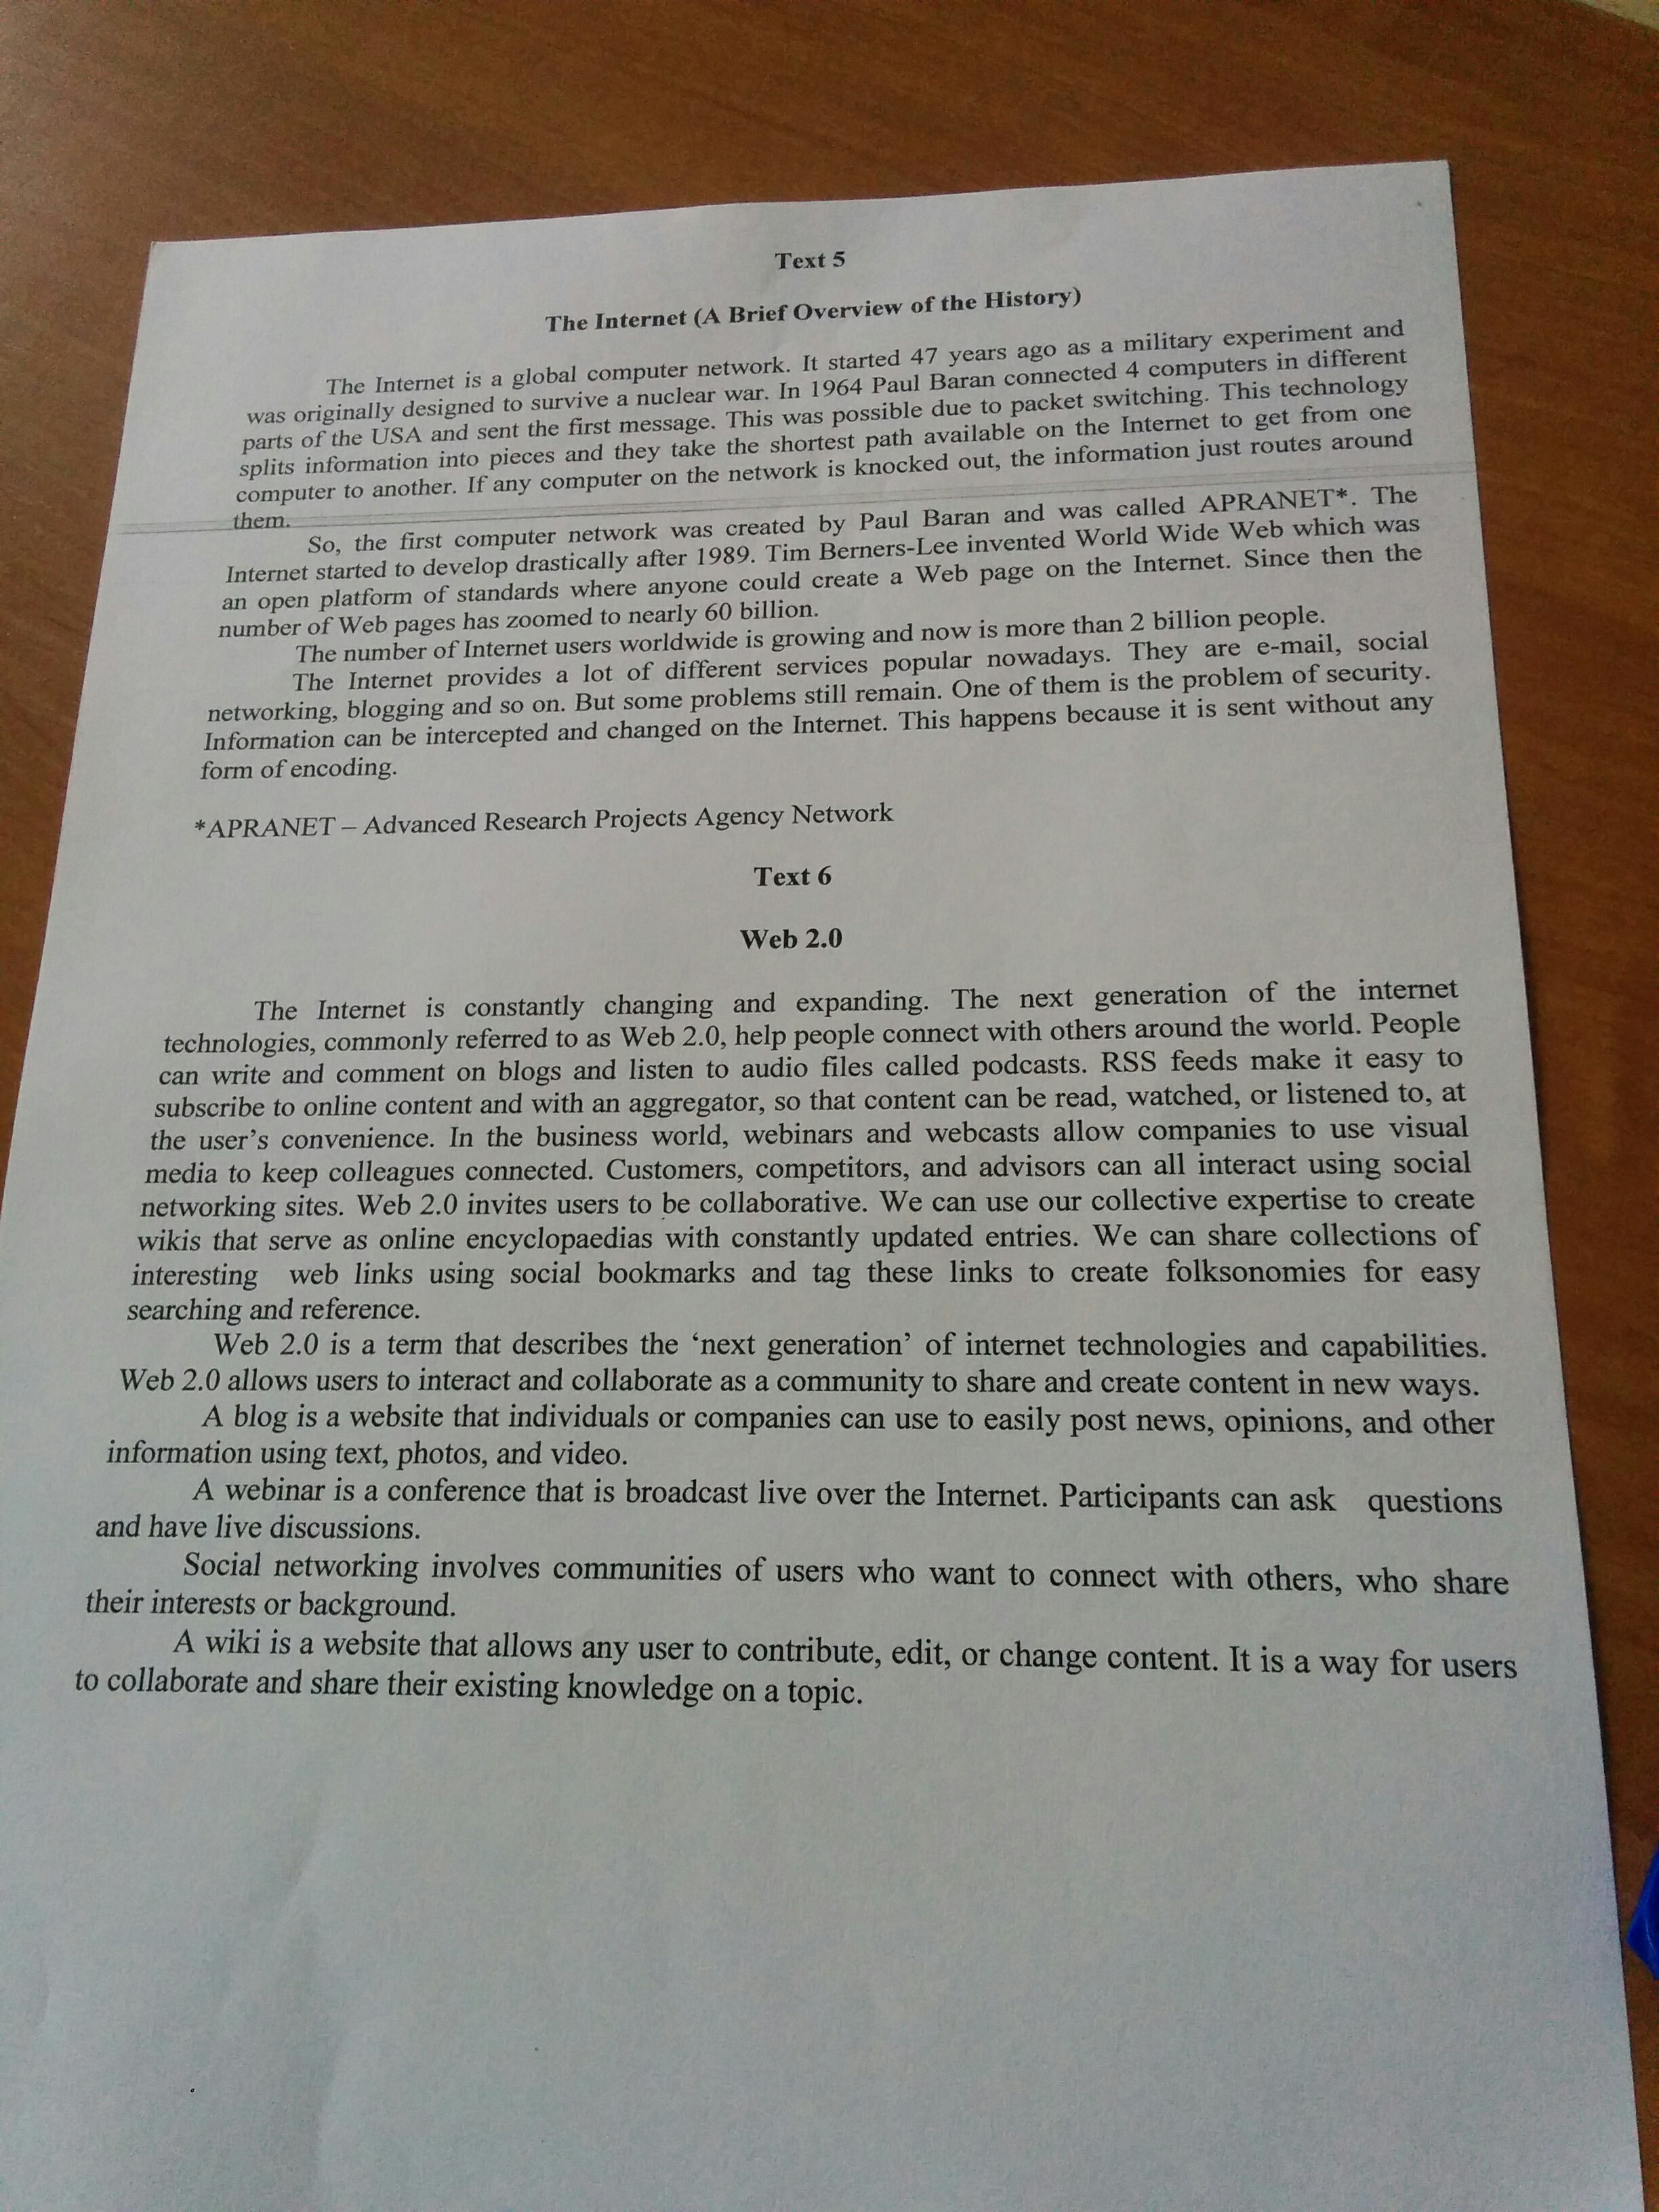 Text 5
The Internet (A Brief Overview of the History)
The Internet is a global computer network. It started 47 years ago as a military experiment and
was originally designed to survive a nuclear war. In 1964 Paul Baran connected 4 computers in different
parts of the USA and sent the first message. This was possible due to packet switching. This technology
splits information into pieces and they take the shortest path available on the Internet to get from one
computer to another. If any computer on the network is knocked out, the information just routes around
them.
So, the first computer network was created by Paul Baran and was called APRANET*. The
Internet started to develop drastically after 1989. Tim Berners-Lee invented World Wide Web which was
an open platform of standards where anyone could create a Web page on the Internet. Since then the
number of Web pages has zoomed to nearly 60 billion.
The number of Internet users worldwide is growing and now is more than 2 billion people.
The Internet provides a lot of different services popular nowadays. They are e-mail, social
networking, blogging and so on. But some problems still remain. One of them is the problem of security.
Information can be intercepted and changed on the Internet. This happens because it is sent without any
form of encoding.
*APRANET – Advanced Research Projects Agency Network
Text 6
Web 2.0
The Internet is constantly changing and expanding. The next generation of the internet
technologies, commonly referred to as Web 2.0, help people connect with others around the world. People
can write and comment on blogs and listen to audio files called podcasts. RSS feeds make it easy to
subscribe to online content and with an aggregator, so that content can be read, watched, or listened to, at
the user's convenience. In the business world, webinars and webcasts allow companies to use visual
media to keep colleagues connected. Customers, competitors, and advisors can all interact using social
networking sites. Web 2.0 invites users to be collaborative. We can use our collective expertise to create
wikis that serve as online encyclopaedias with constantly updated entries. We can share collections of
interesting web links using social bookmarks and tag these links to create folksonomies for easy
searching and reference.
Web 2.0 is a term that describes the ‘next generation’ of internet technologies and capabilities.
Web 2.0 allows users to interact and collaborate as a community to share and create content in new ways.
A blog is a website that individuals or companies can use to easily post news, opinions, and other
information using text, photos, and video.
A webinar is a conference that is broadcast live over the Internet. Participants can ask questions
and have live discussions.
Social networking involves communities of users who want to connect with others, who share
their interests or background.
A wiki is a website that allows any user to contribute, edit, or change content. It is a way for users
to collaborate and share their existing knowledge on a topic.